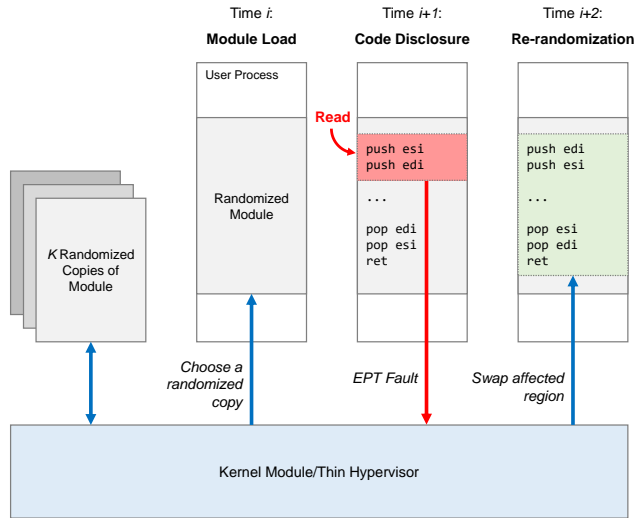 Time i:
Module Load
Time i+1:
Code Disclosure
Time i+2:
Re-randomization
User Process
Read
push esi
push edi
...
pop edi
pop esi
ret
push edi
push esi
...
pop esi
pop edi
ret
Randomized
Module
K Randomized
Copies of
Module
Choose a
randomized
copy
EPT Fault
Swap affected
region
Kernel Module/Thin Hypervisor